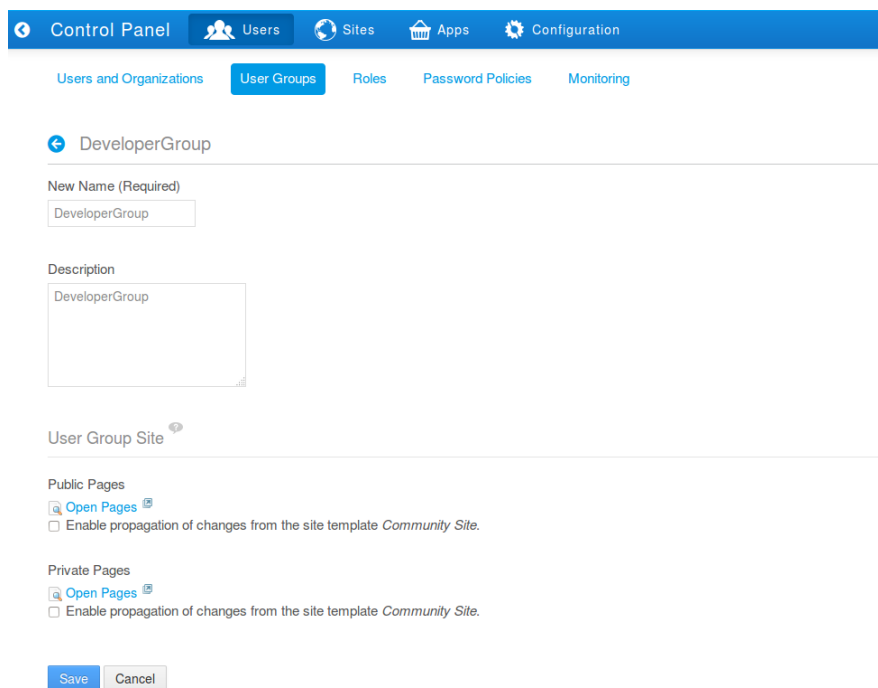 Control Panel Users Sites Apps Configuration
Users and Organizations User Groups Roles Password Policies Monitoring
DeveloperGroup
New Name (Required)
DeveloperGroup
Description
DeveloperGroup
User Group Site
Public Pages
Open Pages
Enable propagation of changes from the site template Community Site.
Private Pages
Open Pages
Enable propagation of changes from the site template Community Site.
Save Cancel